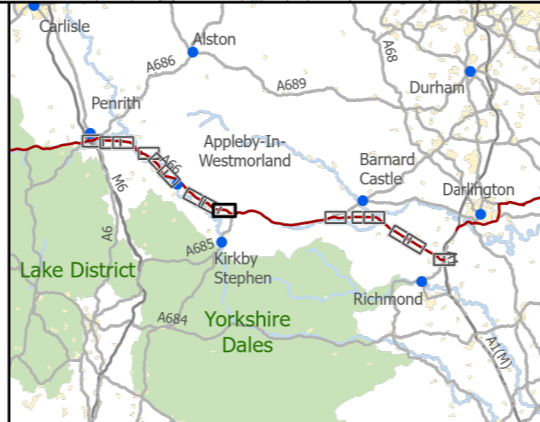 Carlisle
Alston
A686
A68
A689
Durham
Penrith
Appleby-In-
Westmorland
A66
Barnard
Castle
Darlington
M6
A6
A685
Lake District
Kirkby
Stephen
Richmond
A684
Yorkshire
Dales
A1(M)